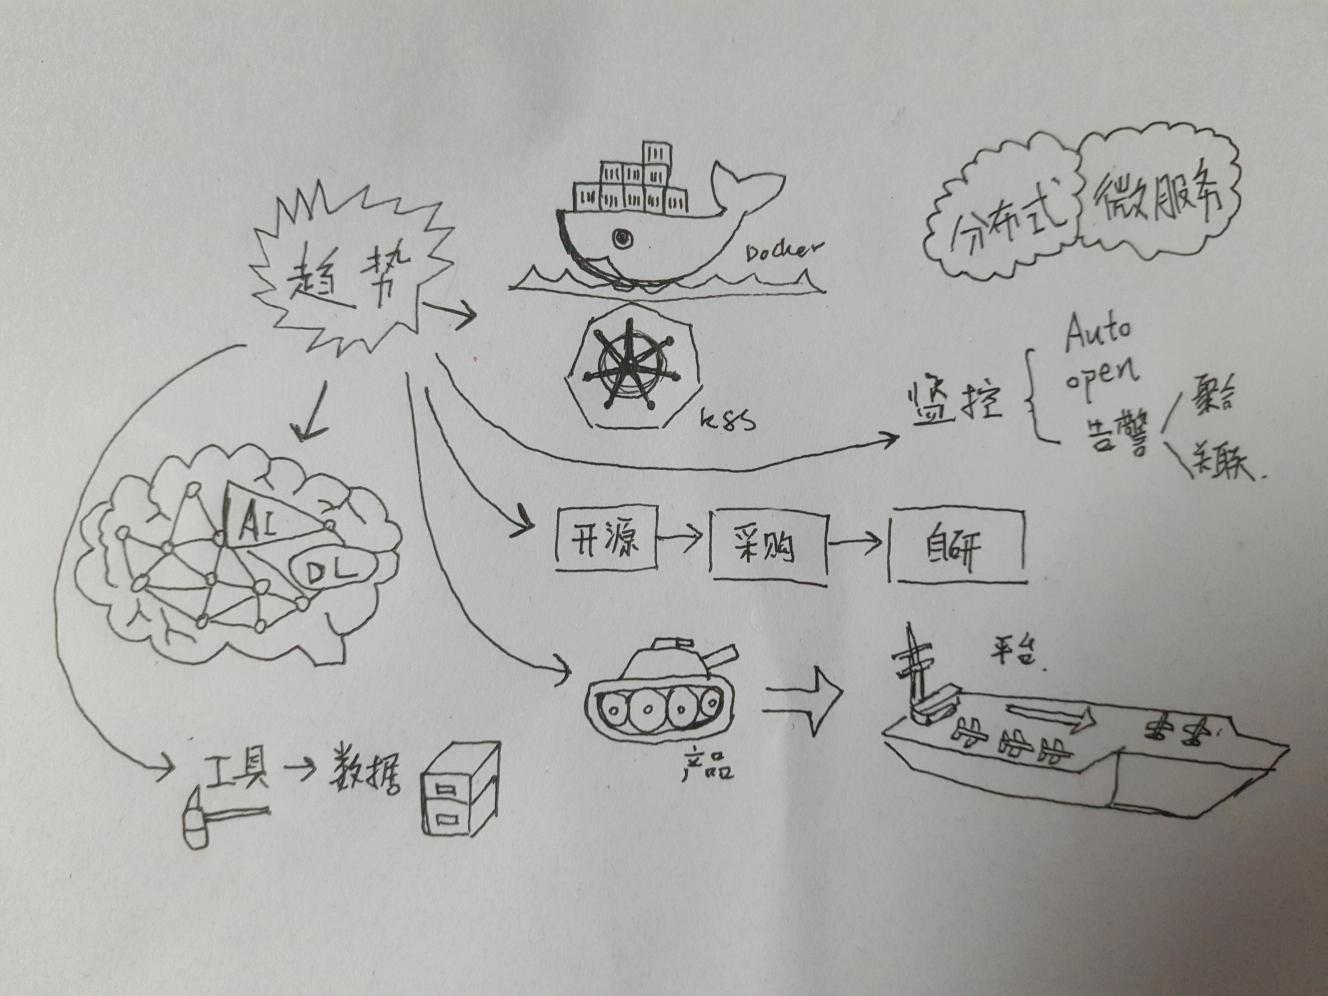 趋势
Docker
分布式
微服务
k8s
监控
Auto
open
告警
聚合
关联.
AI
DL
开源
采购
自研
产品
平台.
工具
数据